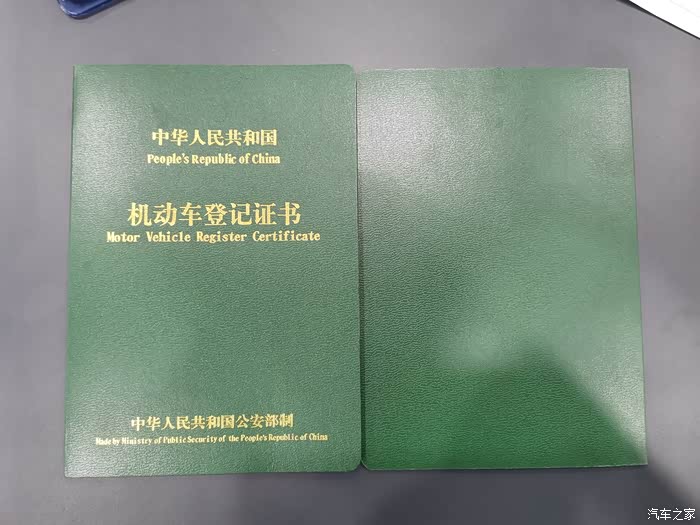 中华人民共和国
People's Republic of China
机动车登记证书
Motor Vehicle Register Certificate
中华人民共和国公安部制
Made by Ministry of Public Security of the People's Republic of China
汽车之家